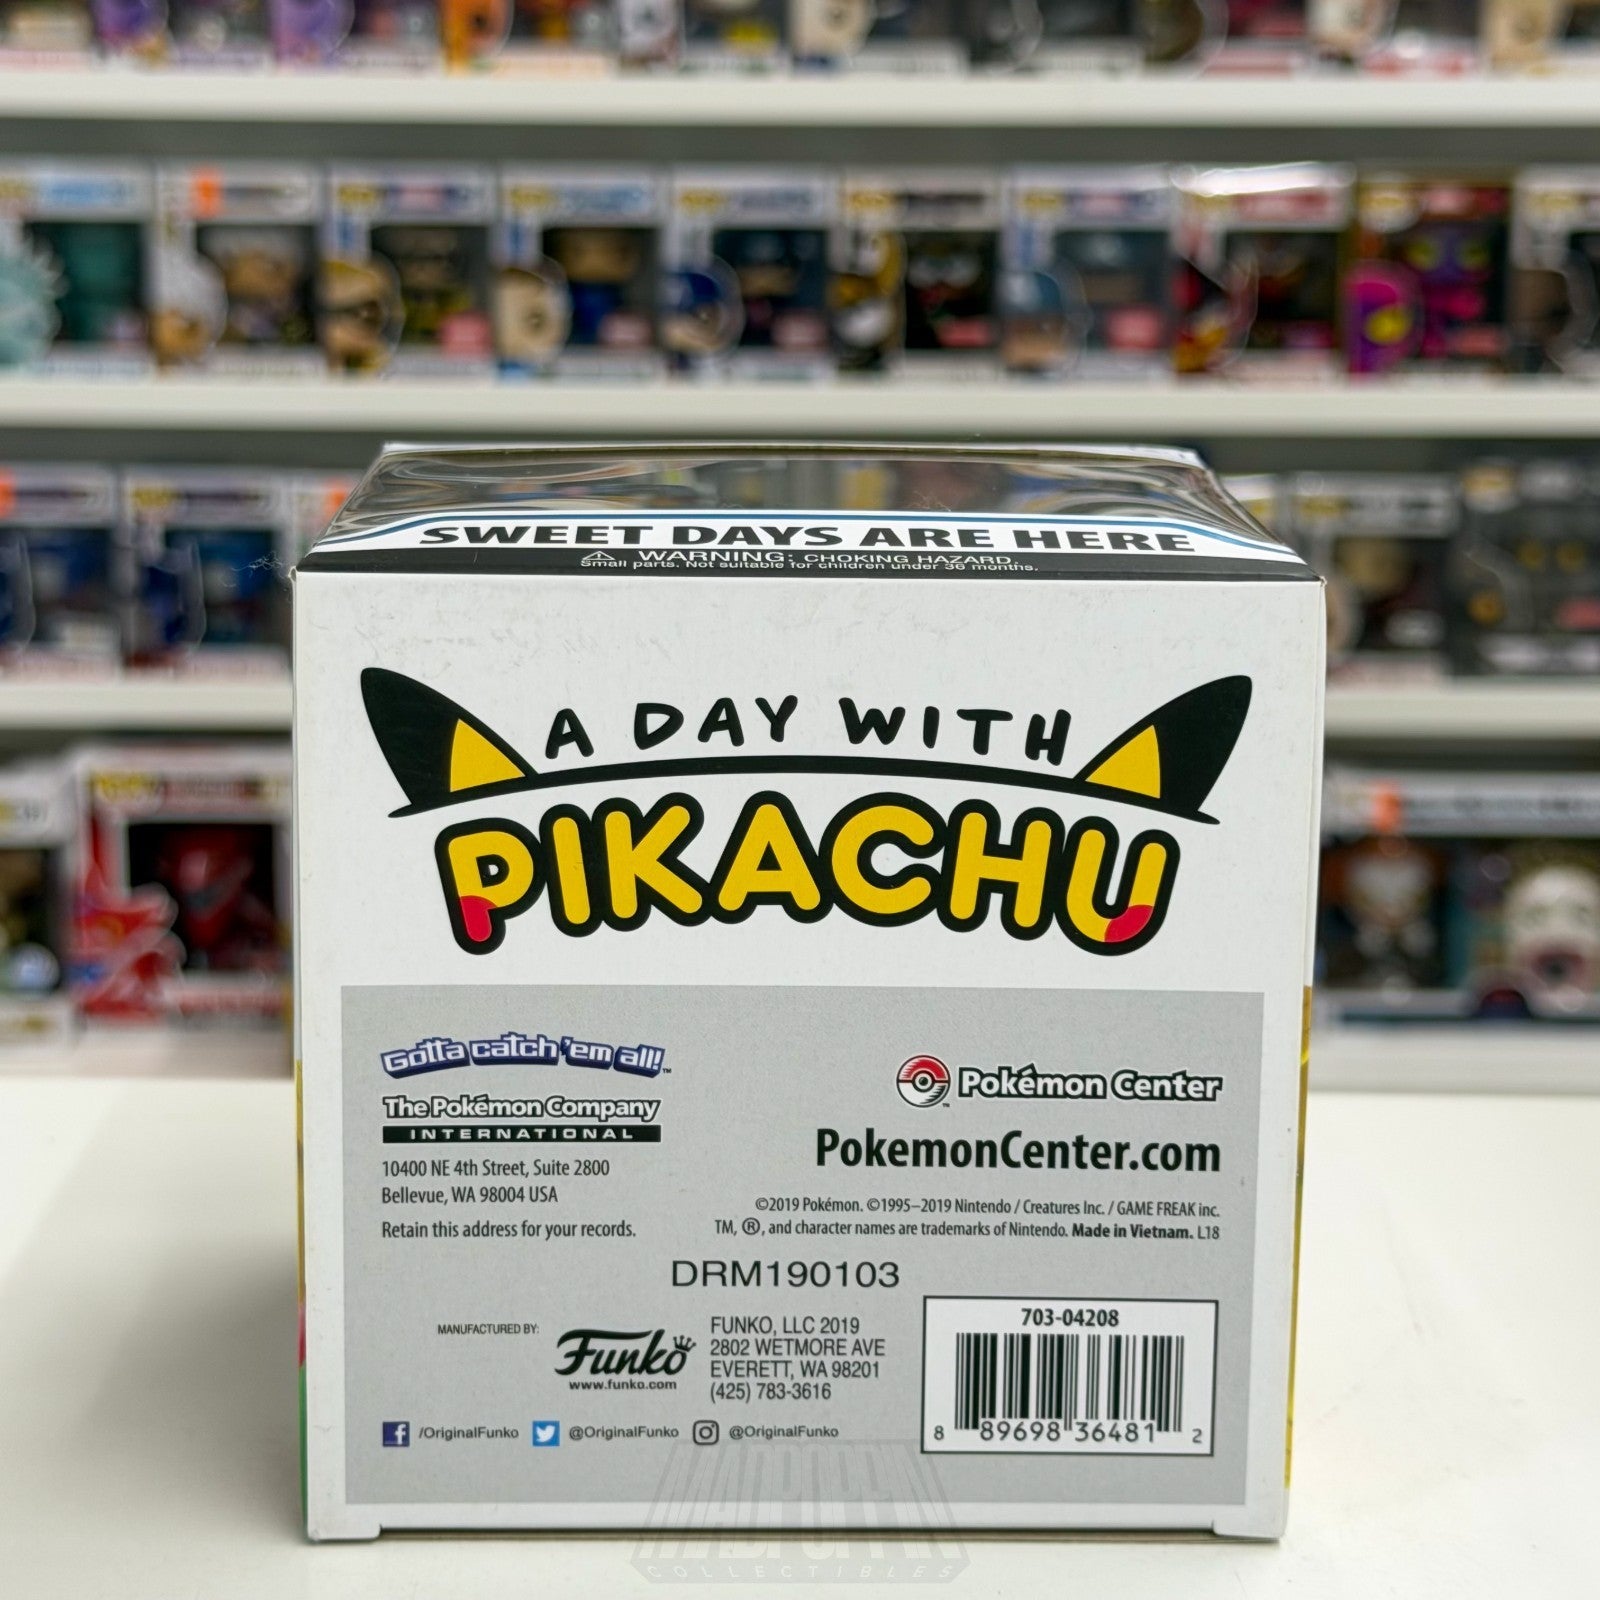 SWEET DAYS ARE HERE
⚠ WARNING: CHOKING HAZARD.
Small parts. Not suitable for children under 36 months.
A DAY WITH
PIKACHU
Gotta catch 'em all!™
The Pokémon Company
INTERNATIONAL
10400 NE 4th Street, Suite 2800
Bellevue, WA 98004 USA
Retain this address for your records.
Pokémon Center
PokemonCenter.com
©2019 Pokémon. ©1995–2019 Nintendo / Creatures Inc. / GAME FREAK inc.
TM, ®, and character names are trademarks of Nintendo. Made in Vietnam. L18
DRM190103
MANUFACTURED BY:
Funko
www.funko.com
FUNKO, LLC 2019
2802 WETMORE AVE
EVERETT, WA 98201
(425) 783-3616
/OriginalFunko @OriginalFunko @OriginalFunko
703-04208
8 89698 36481 2
MADPOPPIN
COLLECTIBLES